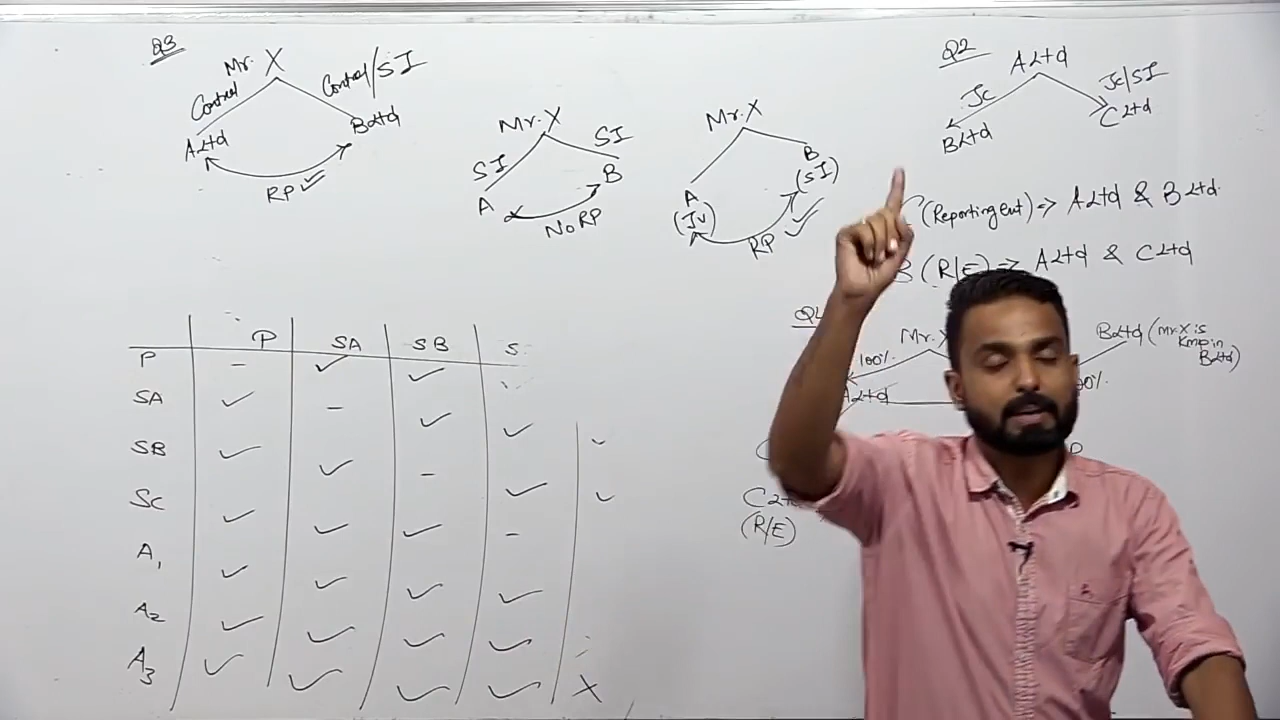 Q3
Mr. X
Control
Control/SI
A Ltd
B Ltd
RP ✓
Mr. X
SI
SI
A
B
No RP
Mr. X
A
(JV)
B
(SI)
RP ✓
Q2
A Ltd
JC
JC/SI
B Ltd
C Ltd
(Reporting ent) => A Ltd & B Ltd.
B (R/E) => A Ltd & C Ltd
Mr. X
100%.
A Ltd
B Ltd (Mr. X is
KMP in
B Ltd)
(R/E)
P SA SB S
P - ✓ ✓ ✓
SA ✓ - ✓ ✓ ✓
SB ✓ ✓ - ✓ ✓
SC ✓ ✓ ✓ -
A1 ✓ ✓ ✓ ✓
A2 ✓ ✓ ✓ ✓
A3 ✓ ✓ ✓ ✓ X